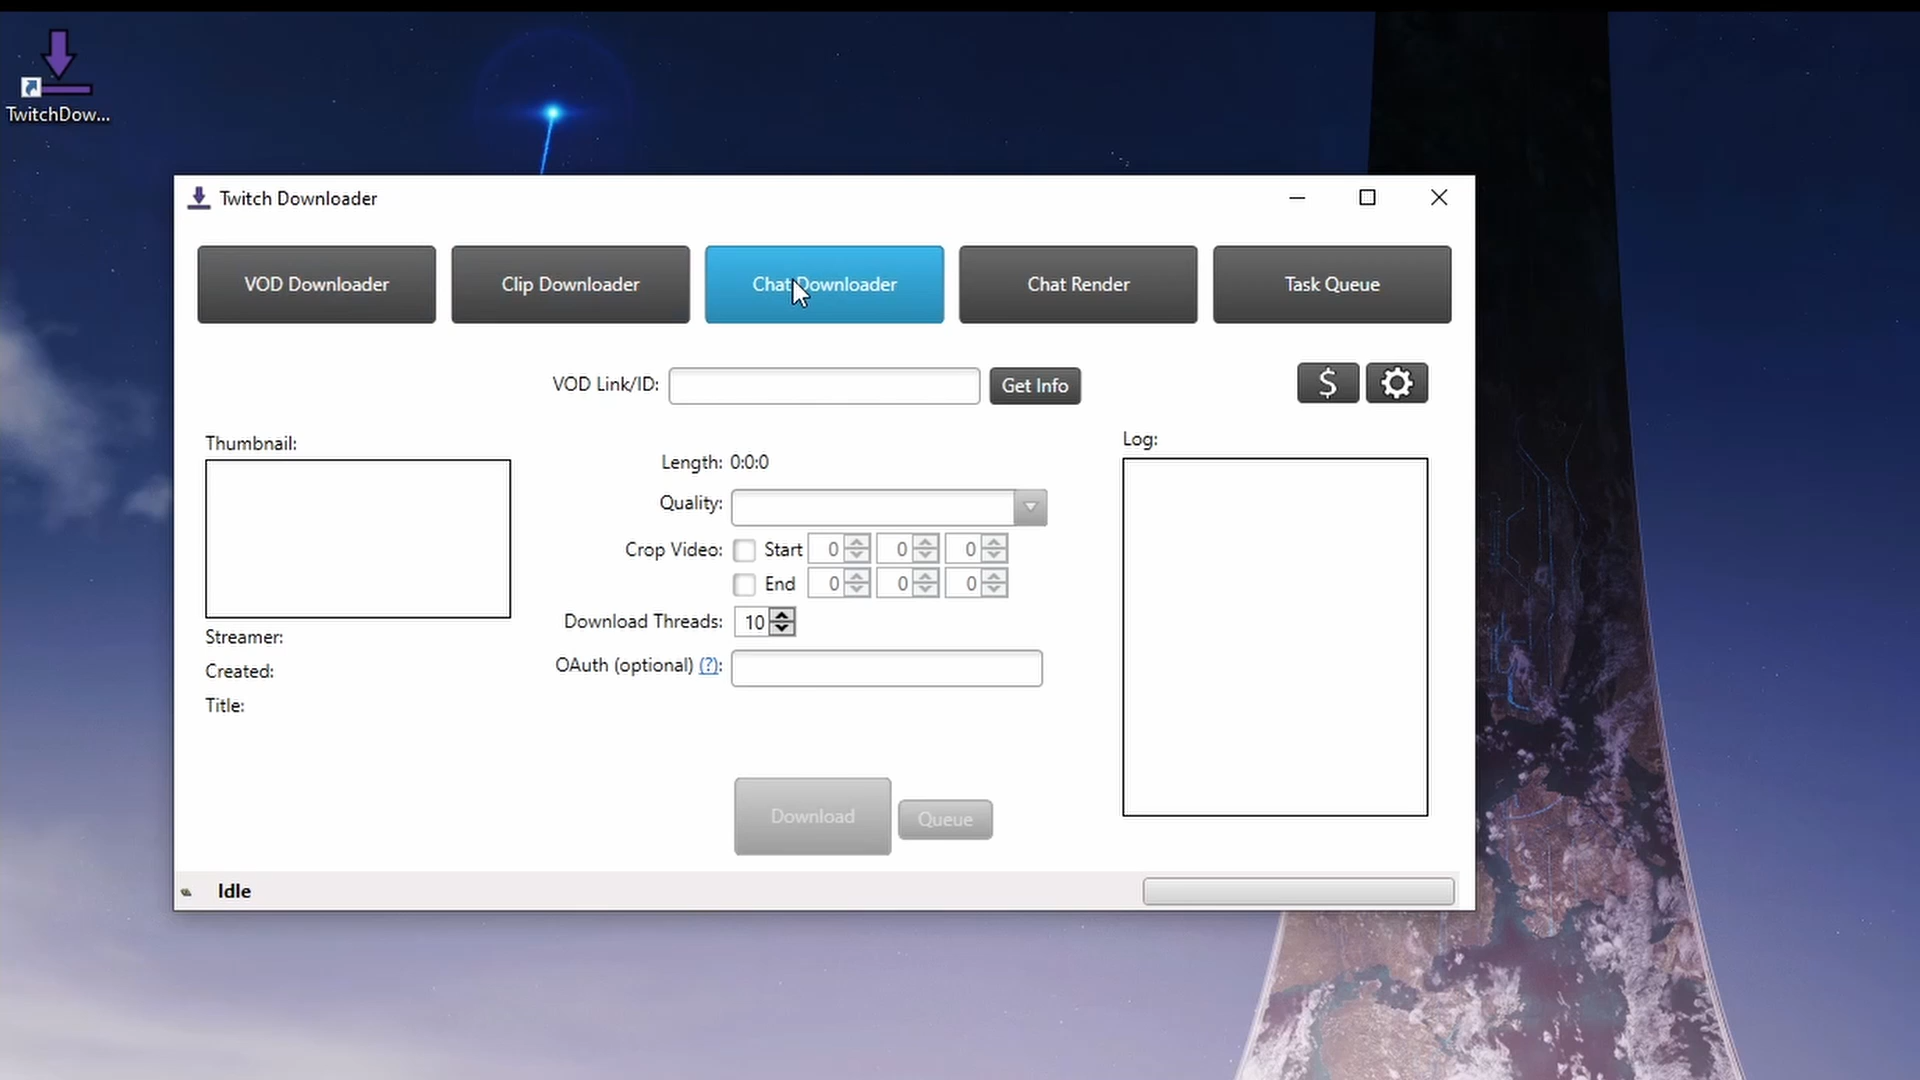 TwitchDow...
Twitch Downloader
VOD Downloader
Clip Downloader
Chat Downloader
Chat Render
Task Queue
VOD Link/ID:
Get Info
$
Thumbnail:
Length: 0:0:0
Log:
Quality:
Crop Video:
Start
0
0
0
End
0
0
0
Download Threads:
10
Streamer:
OAuth (optional) (?):
Created:
Title:
Download
Queue
Idle